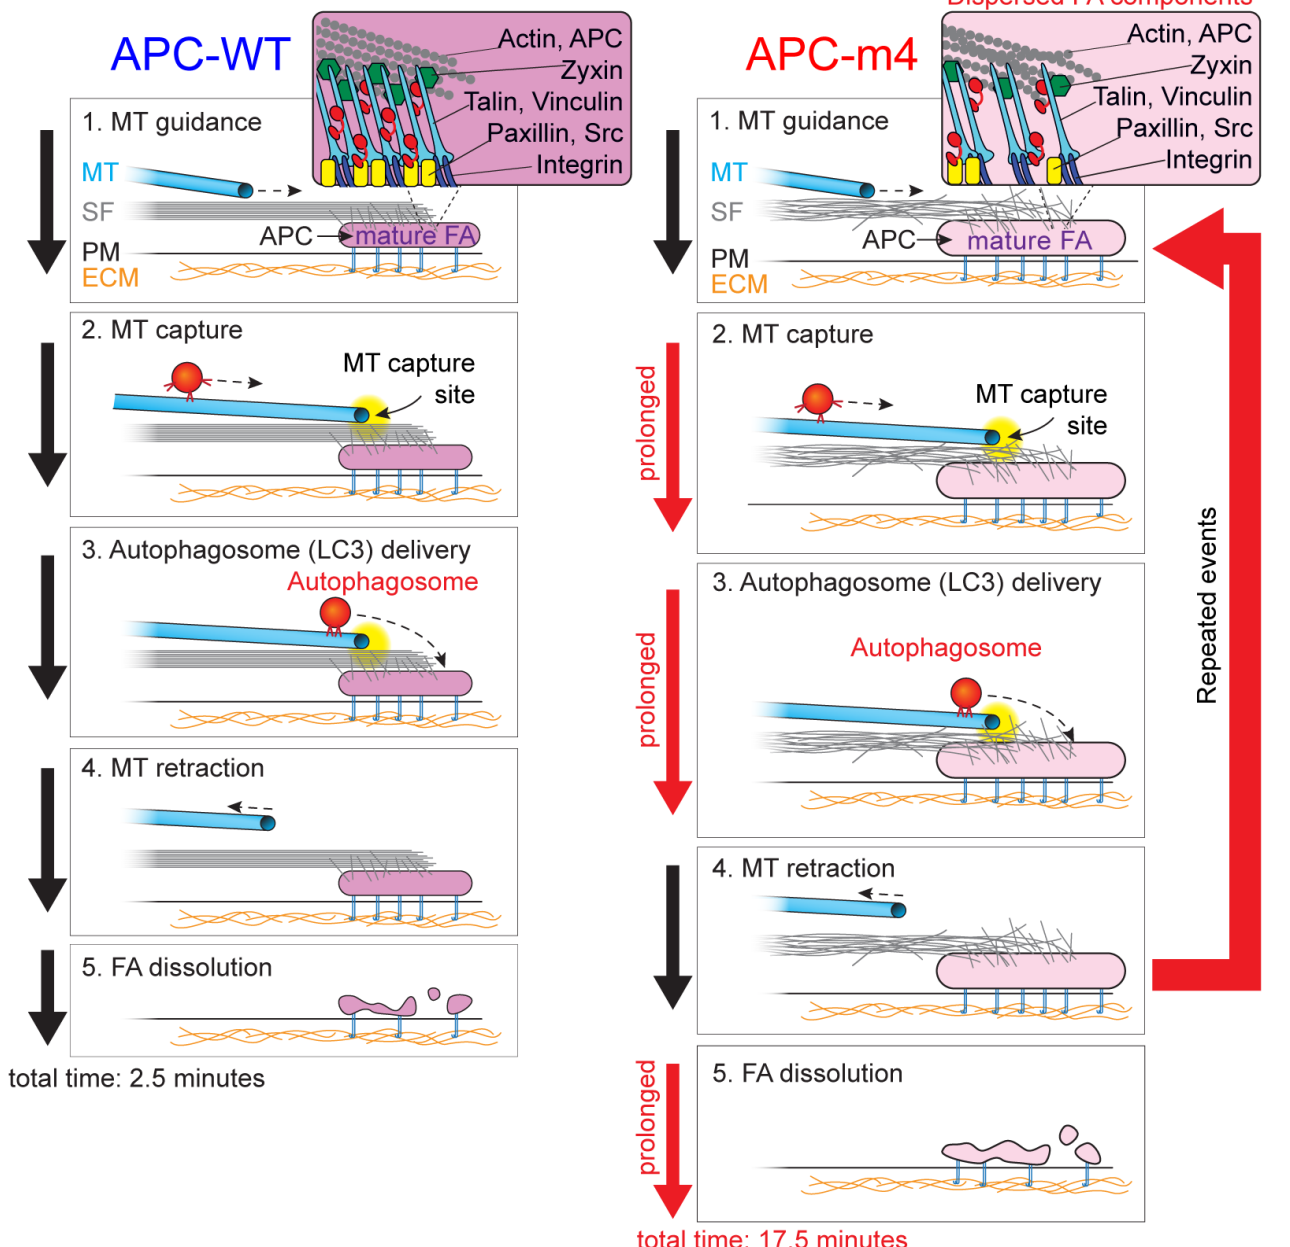 APC-WT
Actin, APC
Zyxin
Talin, Vinculin
Paxillin, Src
Integrin
1. MT guidance
MT
SF
APC
mature FA
PM
ECM
2. MT capture
MT capture
site
3. Autophagosome (LC3) delivery
Autophagosome
4. MT retraction
5. FA dissolution
total time: 2.5 minutes
Dispersed FA components
APC-m4
Actin, APC
Zyxin
Talin, Vinculin
Paxillin, Src
Integrin
1. MT guidance
MT
SF
APC
mature FA
PM
ECM
prolonged
2. MT capture
MT capture
site
prolonged
3. Autophagosome (LC3) delivery
Autophagosome
4. MT retraction
Repeated events
prolonged
5. FA dissolution
total time: 17.5 minutes